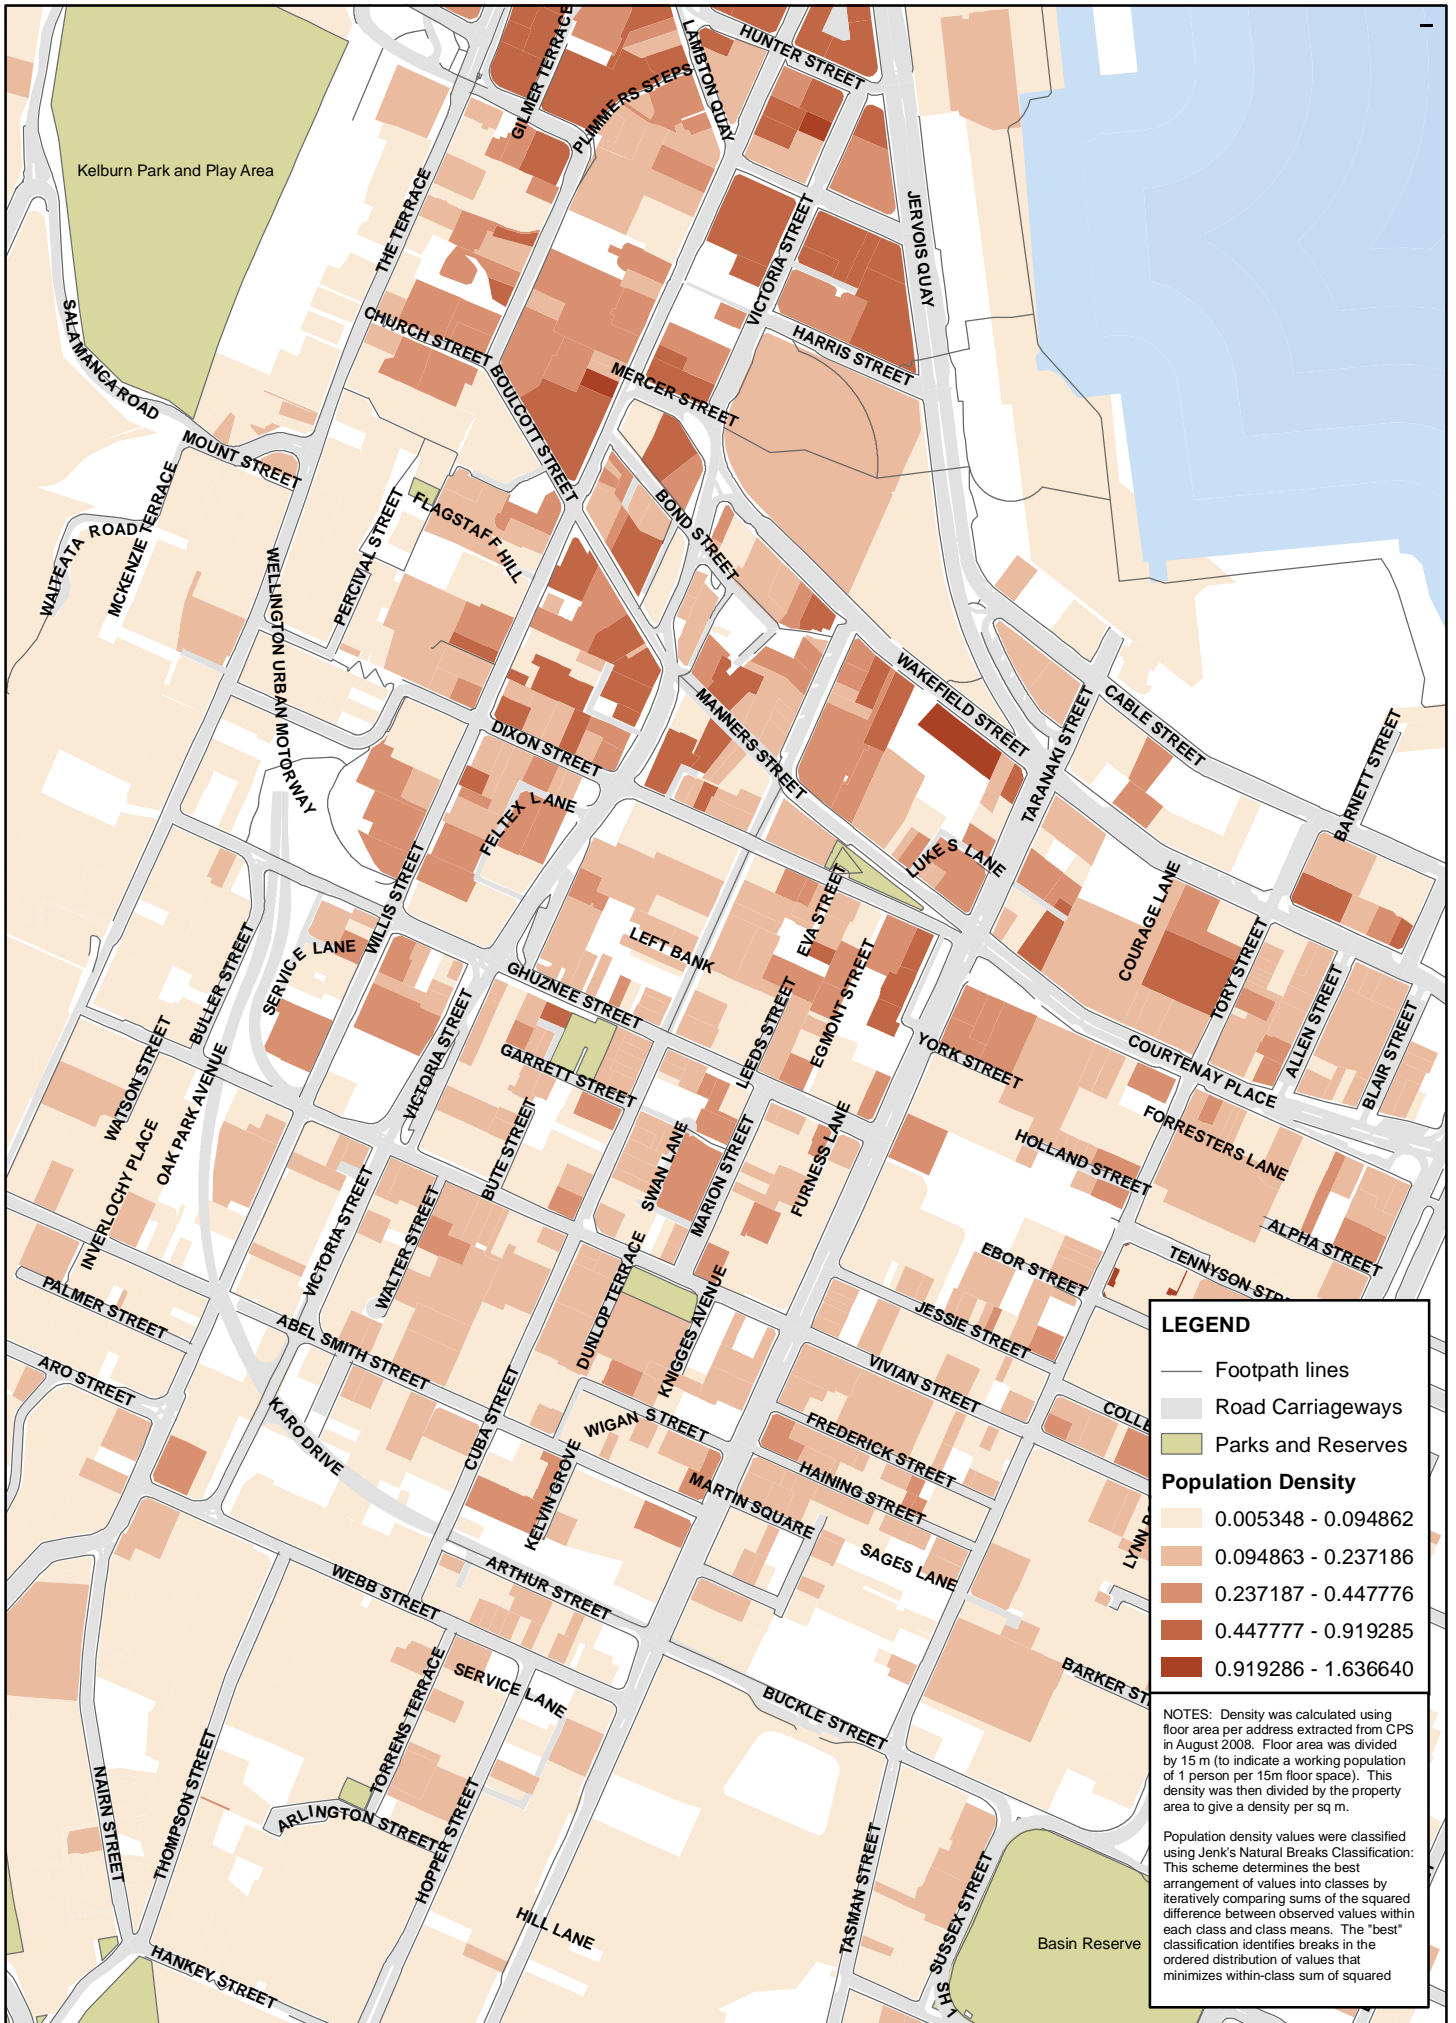 HUNTER STREET
LAMBTON QUAY
GILMER TERRACE
PLIMMERS STEPS
Kelburn Park and Play Area
THE TERRACE
VICTORIA STREET
JERVOIS QUAY
SALAMANCA ROAD
CHURCH STREET
HARRIS STREET
MERCER STREET
BOULCOTT STREET
MOUNT STREET
MCKENZIE TERRACE
WAITEATA ROAD
PERCIVAL STREET
FLAGSTAFF HILL
BOND STREET
WELLINGTON URBAN MOTORWAY
WAKEFIELD STREET
CABLE STREET
MANNERS STREET
TARANAKI STREET
BARNETT STREET
DIXON STREET
FELTEX LANE
LUKES LANE
WILLIS STREET
EVA STREET
COURAGE LANE
BULLER STREET
SERVICE LANE
LEFT BANK
EGMONT STREET
TORY STREET
ALLEN STREET
BLAIR STREET
GHUZNEE STREET
LEEDS STREET
VICTORIA STREET
WATSON STREET
OAK PARK AVENUE
GARRETT STREET
YORK STREET
COURTENAY PLACE
INVERLOCHY PLACE
BUTE STREET
SWAN LANE
MARION STREET
FURNESS LANE
HOLLAND STREET
FORRESTERS LANE
VICTORIA STREET
WALTER STREET
ALPHA STREET
EBOR STREET
TENNYSON STRE
PALMER STREET
DUNLOP TERRACE
KNIGGES AVENUE
JESSIE STREET
ABEL SMITH STREET
ARO STREET
VIVIAN STREET
CUBA STREET
KARO DRIVE
WIGAN STREET
FREDERICK STREET
COLLE
KELVIN GROVE
HAINING STREET
MARTIN SQUARE
SAGES LANE
ARTHUR STREET
WEBB STREET
BARKER ST
SERVICE LANE
TORRENS TERRACE
BUCKLE STREET
NAIRN STREET
THOMPSON STREET
ARLINGTON STREET
HOPPER STREET
TASMAN STREET
SUSSEX STREET
HILL LANE
Basin Reserve
HANKEY STREET
SH 1
LEGEND
Footpath lines
Road Carriageways
Parks and Reserves
Population Density
0.005348 - 0.094862
0.094863 - 0.237186
0.237187 - 0.447776
0.447777 - 0.919285
0.919286 - 1.636640
NOTES: Density was calculated using
floor area per address extracted from CPS
in August 2008. Floor area was divided
by 15 m (to indicate a working population
of 1 person per 15m floor space). This
density was then divided by the property
area to give a density per sq m.
Population density values were classified
using Jenk's Natural Breaks Classification:
This scheme determines the best
arrangement of values into classes by
iteratively comparing sums of the squared
difference between observed values within
each class and class means. The "best"
classification identifies breaks in the
ordered distribution of values that
minimizes within-class sum of squared